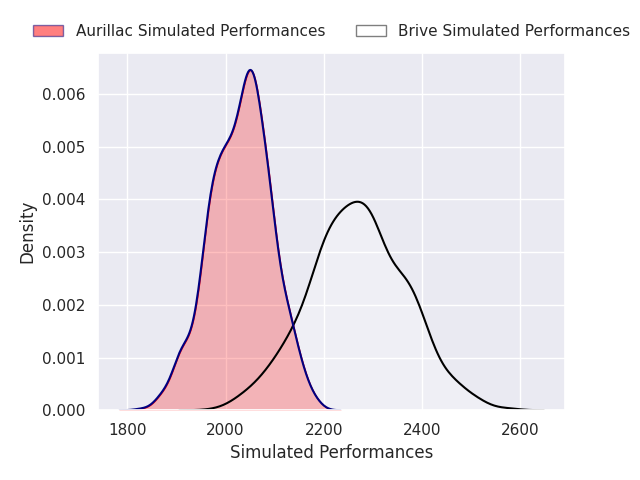 Aurillac Simulated Performances Brive Simulated Performances
0.006
0.005
0.004
0.003
0.002
0.001
0.000
Density
1800 2000 2200 2400 2600
Simulated Performances